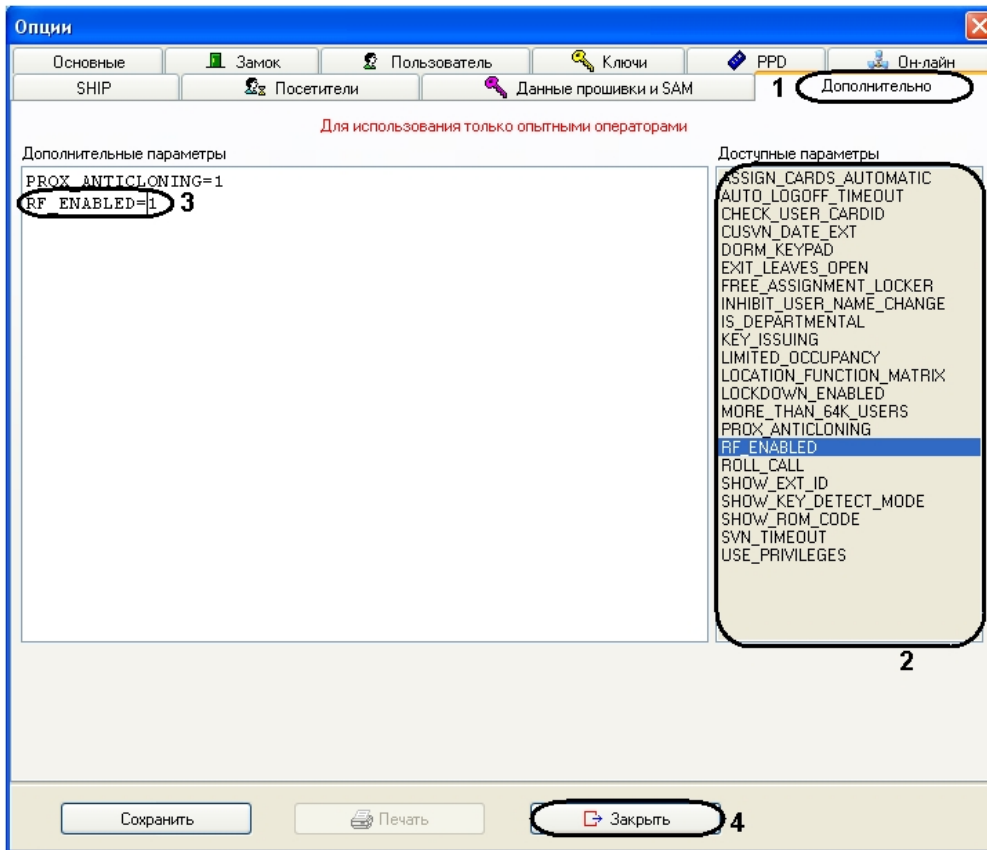 Опции
Основные Замок Пользователь Ключи PPD Он-лайн
SHIP Посетители Данные прошивки и SAM 1 Дополнительно
Для использования только опытными операторами
Дополнительные параметры
PROX_ANTICLONING=1
RF_ENABLED=1 3
Доступные параметры
ASSIGN_CARDS_AUTOMATIC
AUTO_LOGOFF_TIMEOUT
CHECK_USER_CARDID
CUSVN_DATE_EXT
DORM_KEYPAD
EXIT_LEAVES_OPEN
FREE_ASSIGNMENT_LOCKER
INHIBIT_USER_NAME_CHANGE
IS_DEPARTMENTAL
KEY_ISSUING
LIMITED_OCCUPANCY
LOCATION_FUNCTION_MATRIX
LOCKDOWN_ENABLED
MORE_THAN_64K_USERS
PROX_ANTICLONING
RF_ENABLED
ROLL_CALL
SHOW_EXT_ID
SHOW_KEY_DETECT_MODE
SHOW_ROM_CODE
SVN_TIMEOUT
USE_PRIVILEGES
2
Сохранить Печать Закрыть 4